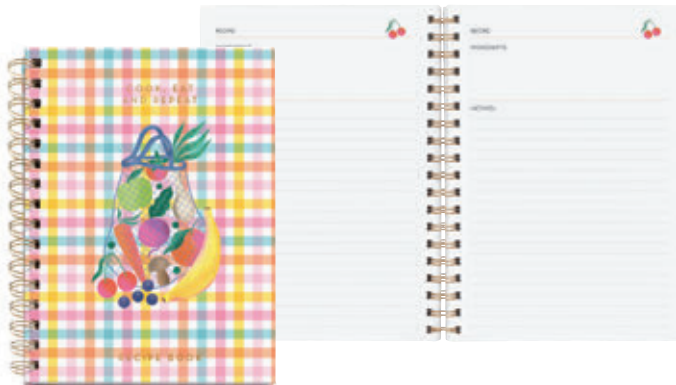 COOK, EAT
AND REPEAT
RECIPE BOOK
RECIPE:
RECIPE:
INGREDIENTS:
METHOD: